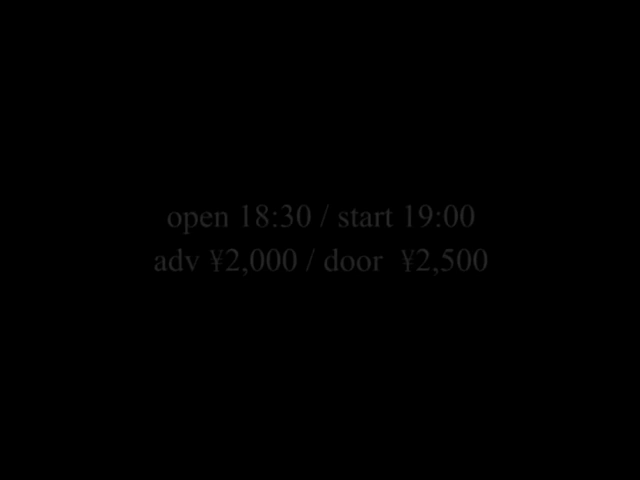 open 18:30 / start 19:00
adv ¥2,000 / door  ¥2,500